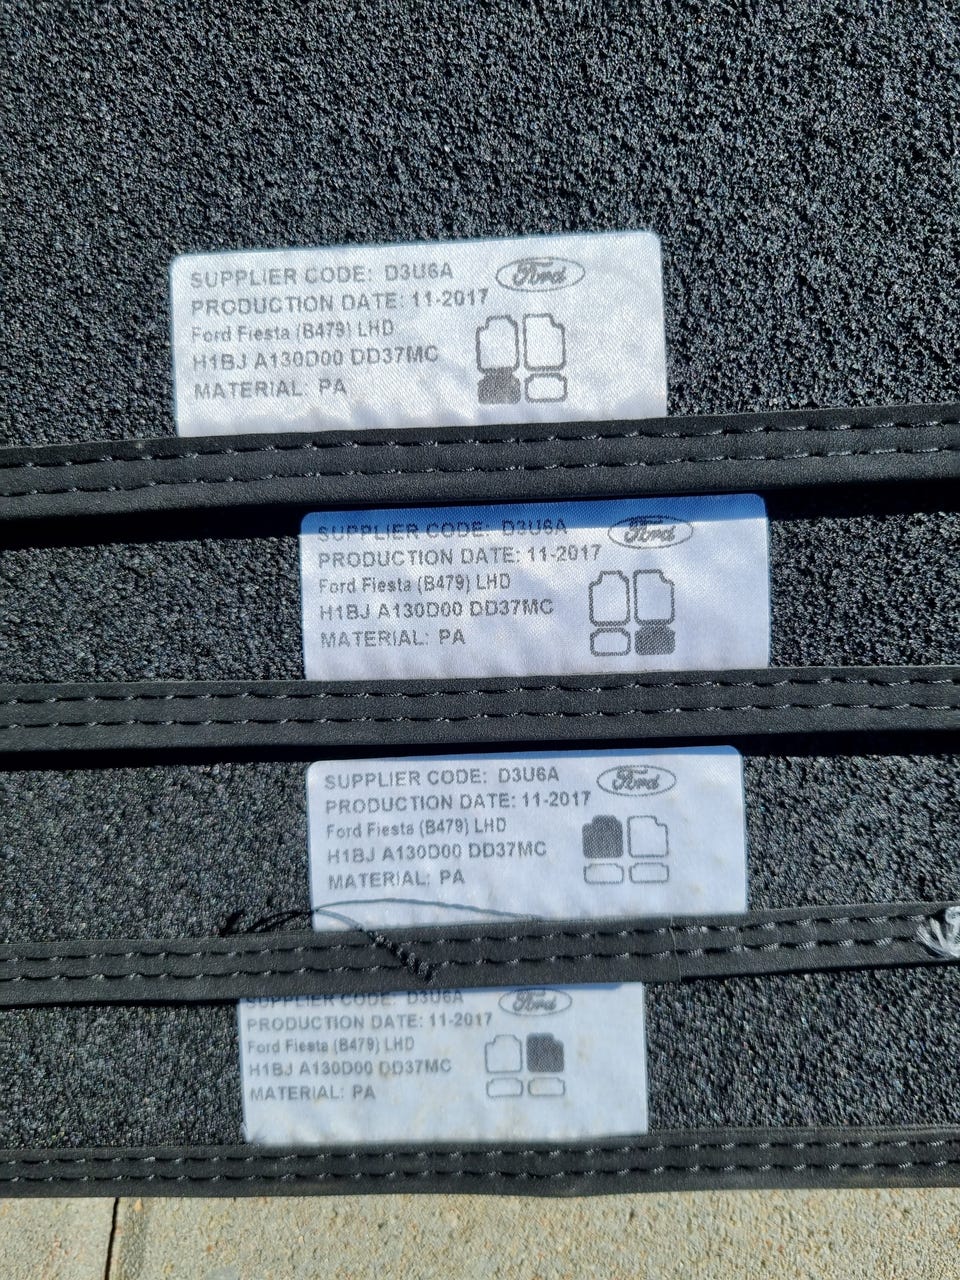 SUPPLIER CODE: D3U6A
Ford
PRODUCTION DATE: 11-2017
Ford Fiesta (B479) LHD
H1BJ A130D00 DD37MC
MATERIAL: PA
SUPPLIER CODE: D3U6A
Ford
PRODUCTION DATE: 11-2017
Ford Fiesta (B479) LHD
H1BJ A130D00 DD37MC
MATERIAL: PA
SUPPLIER CODE: D3U6A
Ford
PRODUCTION DATE: 11-2017
Ford Fiesta (B479) LHD
H1BJ A130D00 DD37MC
MATERIAL: PA
SUPPLIER CODE: D3U6A
Ford
PRODUCTION DATE: 11-2017
Ford Fiesta (B479) LHD
H1BJ A130D00 DD37MC
MATERIAL: PA